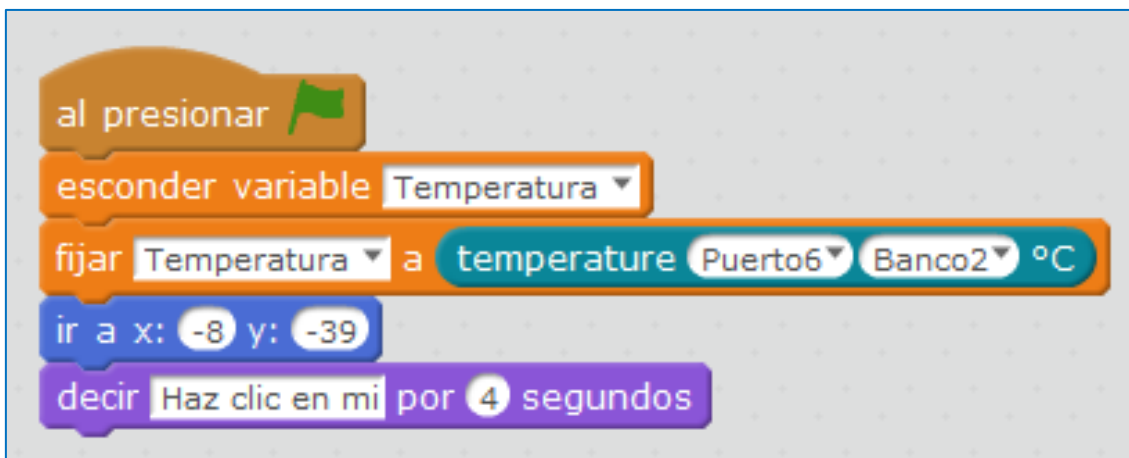 al presionar
esconder variable Temperatura
fijar Temperatura a temperature Puerto6 Banco2 ºC
ir a x: -8 y: -39
decir Haz clic en mi por 4 segundos